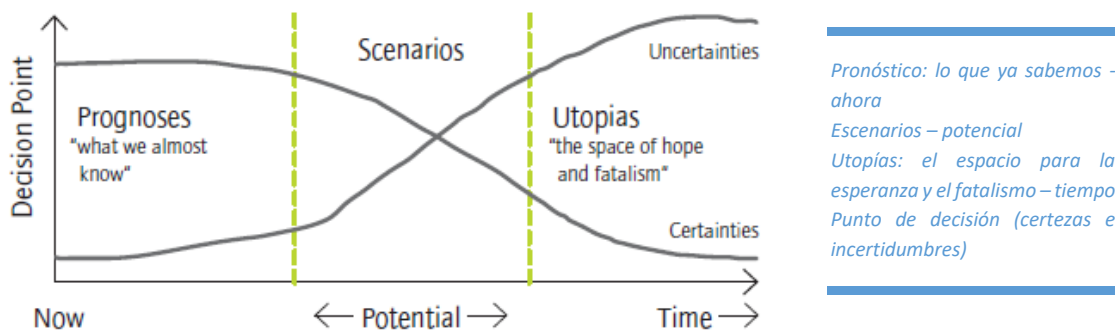 Decision Point
Scenarios
Uncertainties
Prognoses
"what we almost
know"
Utopias
"the space of hope
and fatalism"
Certainties
Now
Potential
Time
Pronóstico: lo que ya sabemos -
ahora
Escenarios – potencial
Utopías: el espacio para la
esperanza y el fatalismo – tiempo
Punto de decisión (certezas e
incertidumbres)